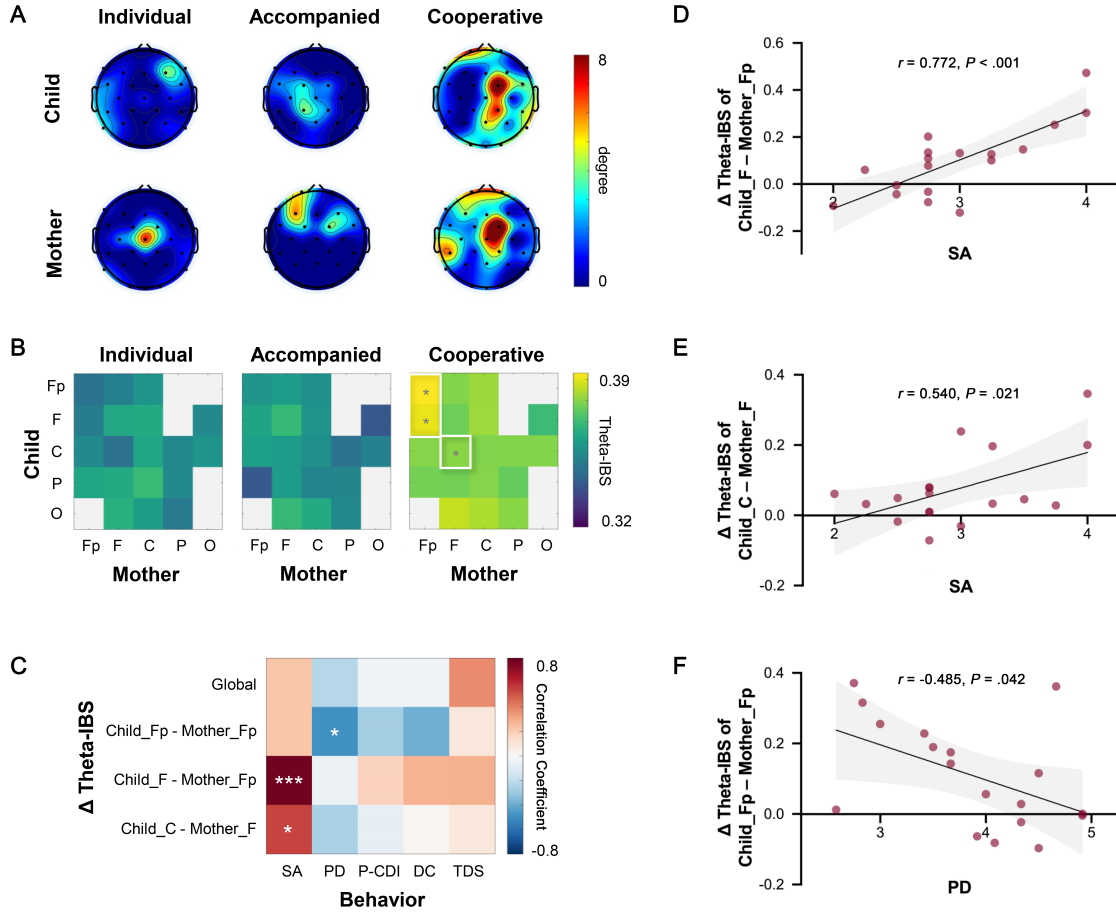 A
Individual
Accompanied
Cooperative
Child
Mother
8
degree
0
B
Individual
Accompanied
Cooperative
Child
Fp
F
C
P
O
*
*
*
Fp F C P O
Fp F C P O
Fp F C P O
Mother
Mother
Mother
0.39
Theta-IBS
0.32
C
Δ Theta-IBS
Global
Child_Fp - Mother_Fp
Child_F - Mother_Fp
Child_C - Mother_F
*
***
*
SA PD P-CDI DC TDS
Behavior
0.8
Correlation Coefficient
-0.8
D
Δ Theta-IBS of
Child_F – Mother_Fp
0.6
0.4
0.2
0.0
-0.2
r = 0.772, P < .001
2 3 4
SA
E
Δ Theta-IBS of
Child_C – Mother_F
0.4
0.2
0.0
-0.2
r = 0.540, P = .021
2 3 4
SA
F
Δ Theta-IBS of
Child_Fp – Mother_Fp
0.4
0.2
0.0
-0.2
r = -0.485, P = .042
3 4 5
PD